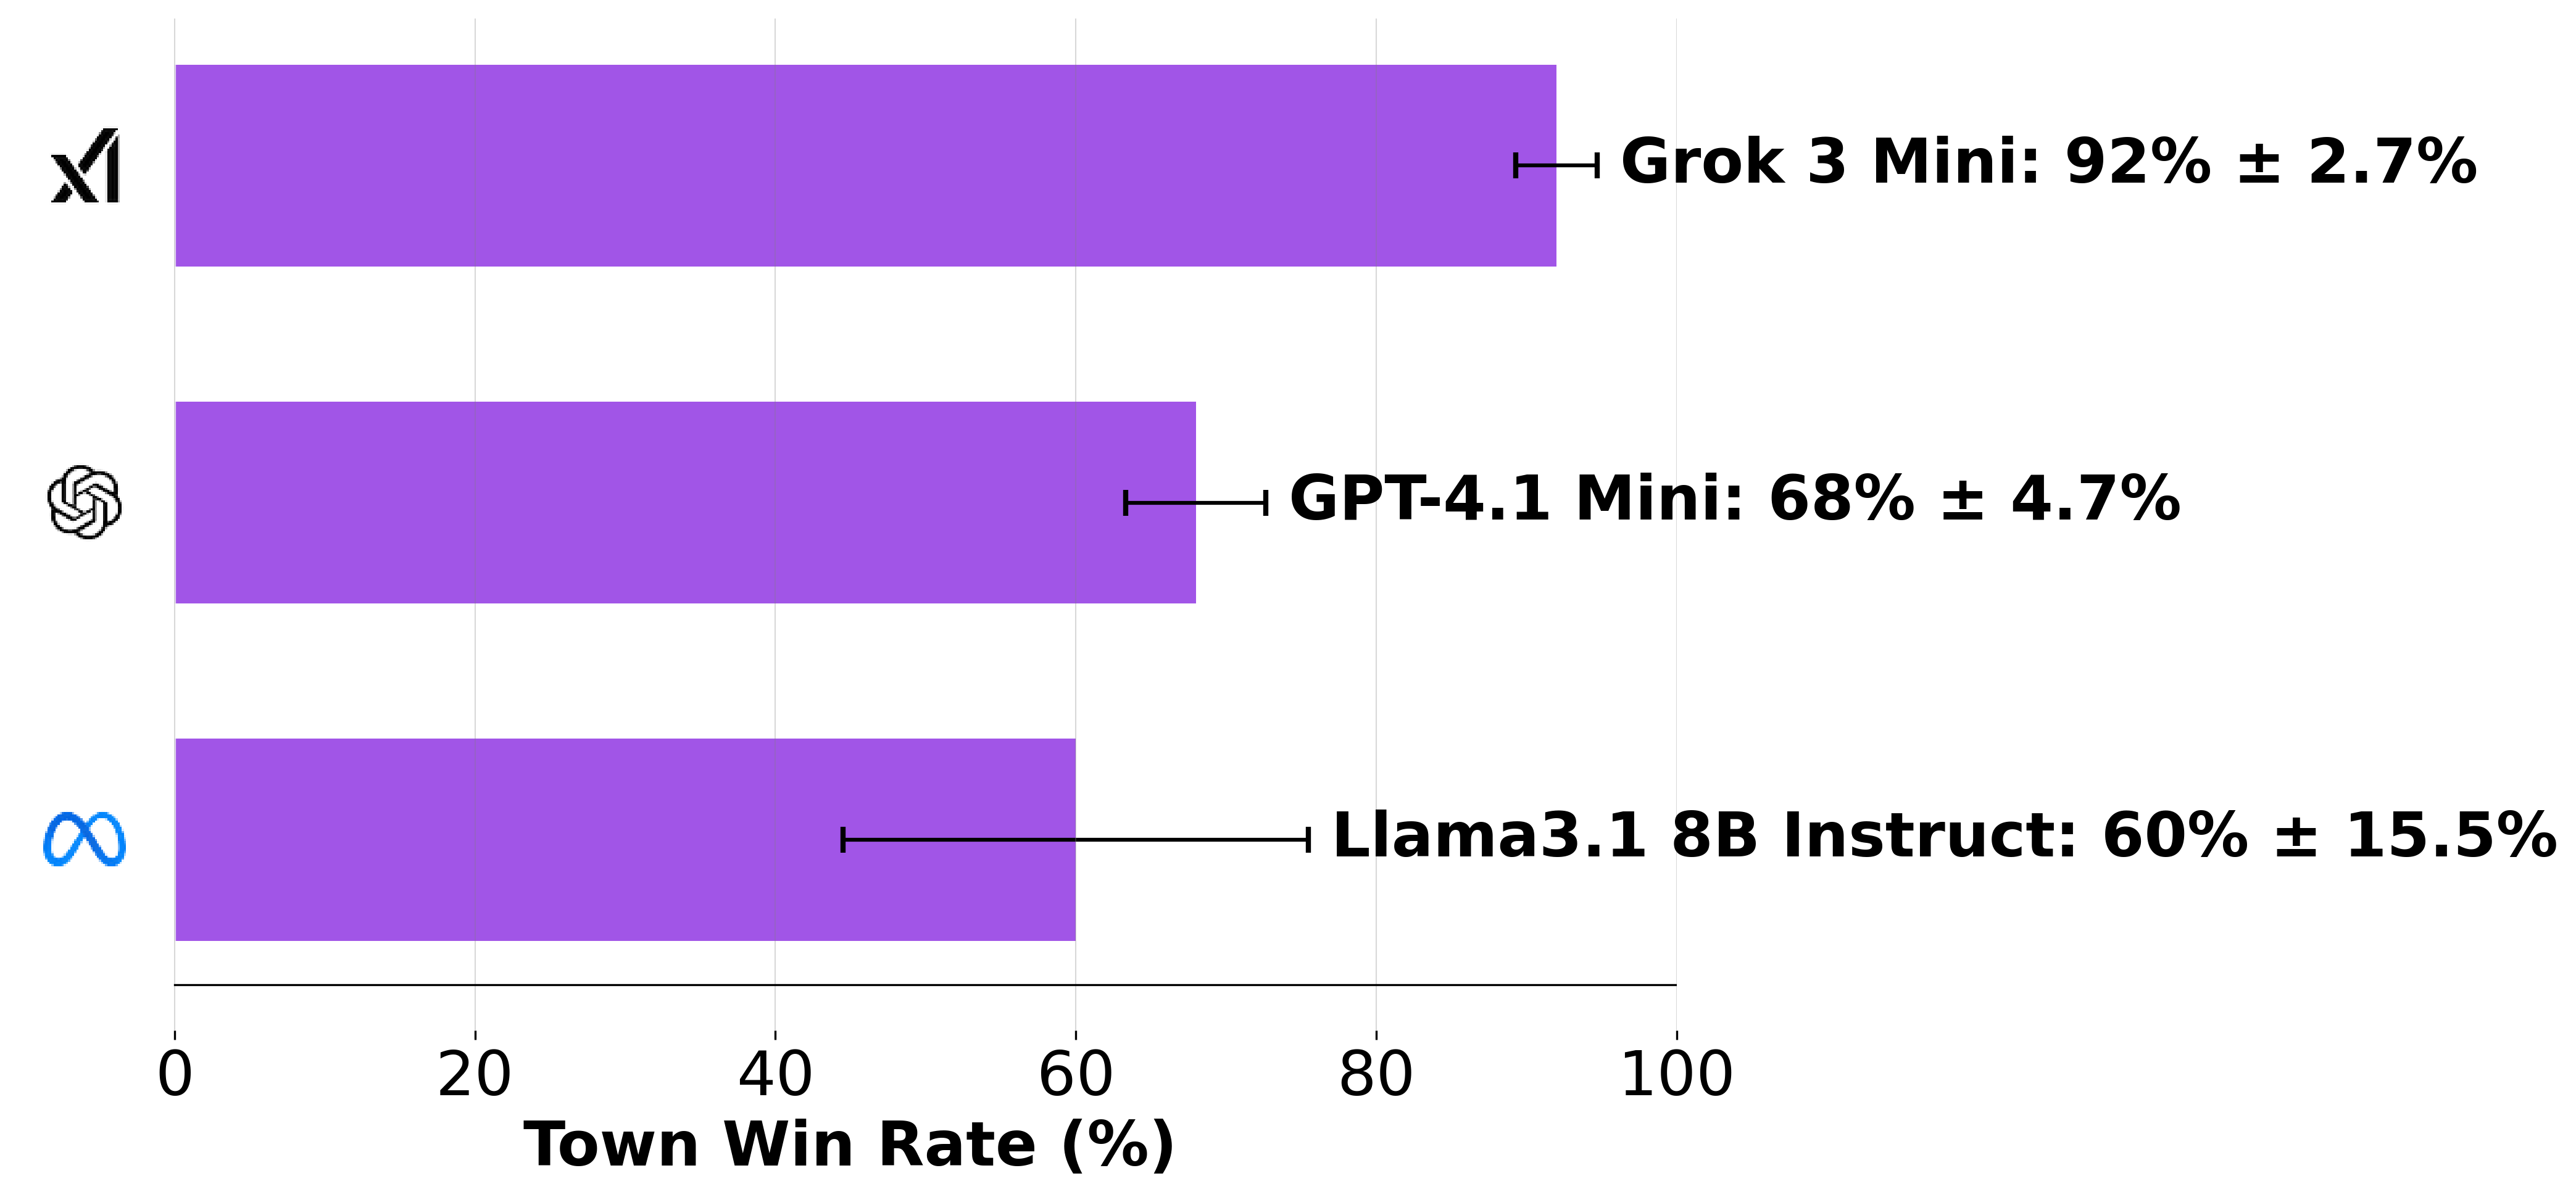 Grok 3 Mini: 92% ± 2.7%
GPT-4.1 Mini: 68% ± 4.7%
Llama3.1 8B Instruct: 60% ± 15.5%
0 20 40 60 80 100
Town Win Rate (%)